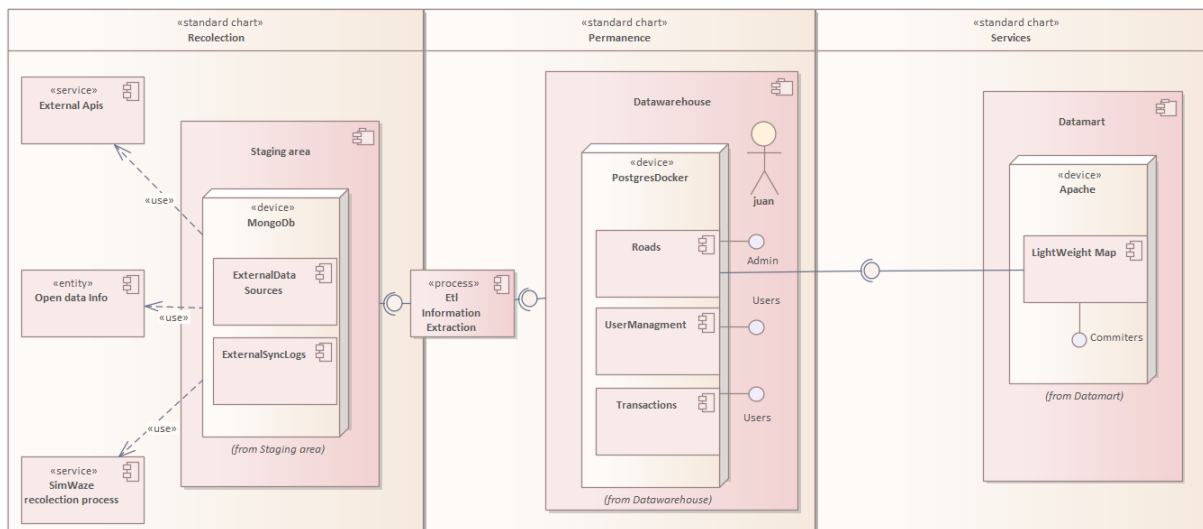 «standard chart»
Recolection
«standard chart»
Permanence
«standard chart»
Services
«service»
External Apis
«use»
«entity»
Open data Info
«use»
«use»
«service»
SimWaze
recolection process
Staging area
«device»
MongoDb
ExternalData
Sources
ExternalSyncLogs
(from Staging area)
«process»
Etl
Information
Extraction
Datawarehouse
«device»
PostgresDocker
juan
Roads
Admin
Users
UserManagment
Transactions
Users
(from Datawarehouse)
Datamart
«device»
Apache
LightWeight Map
Commiters
(from Datamart)